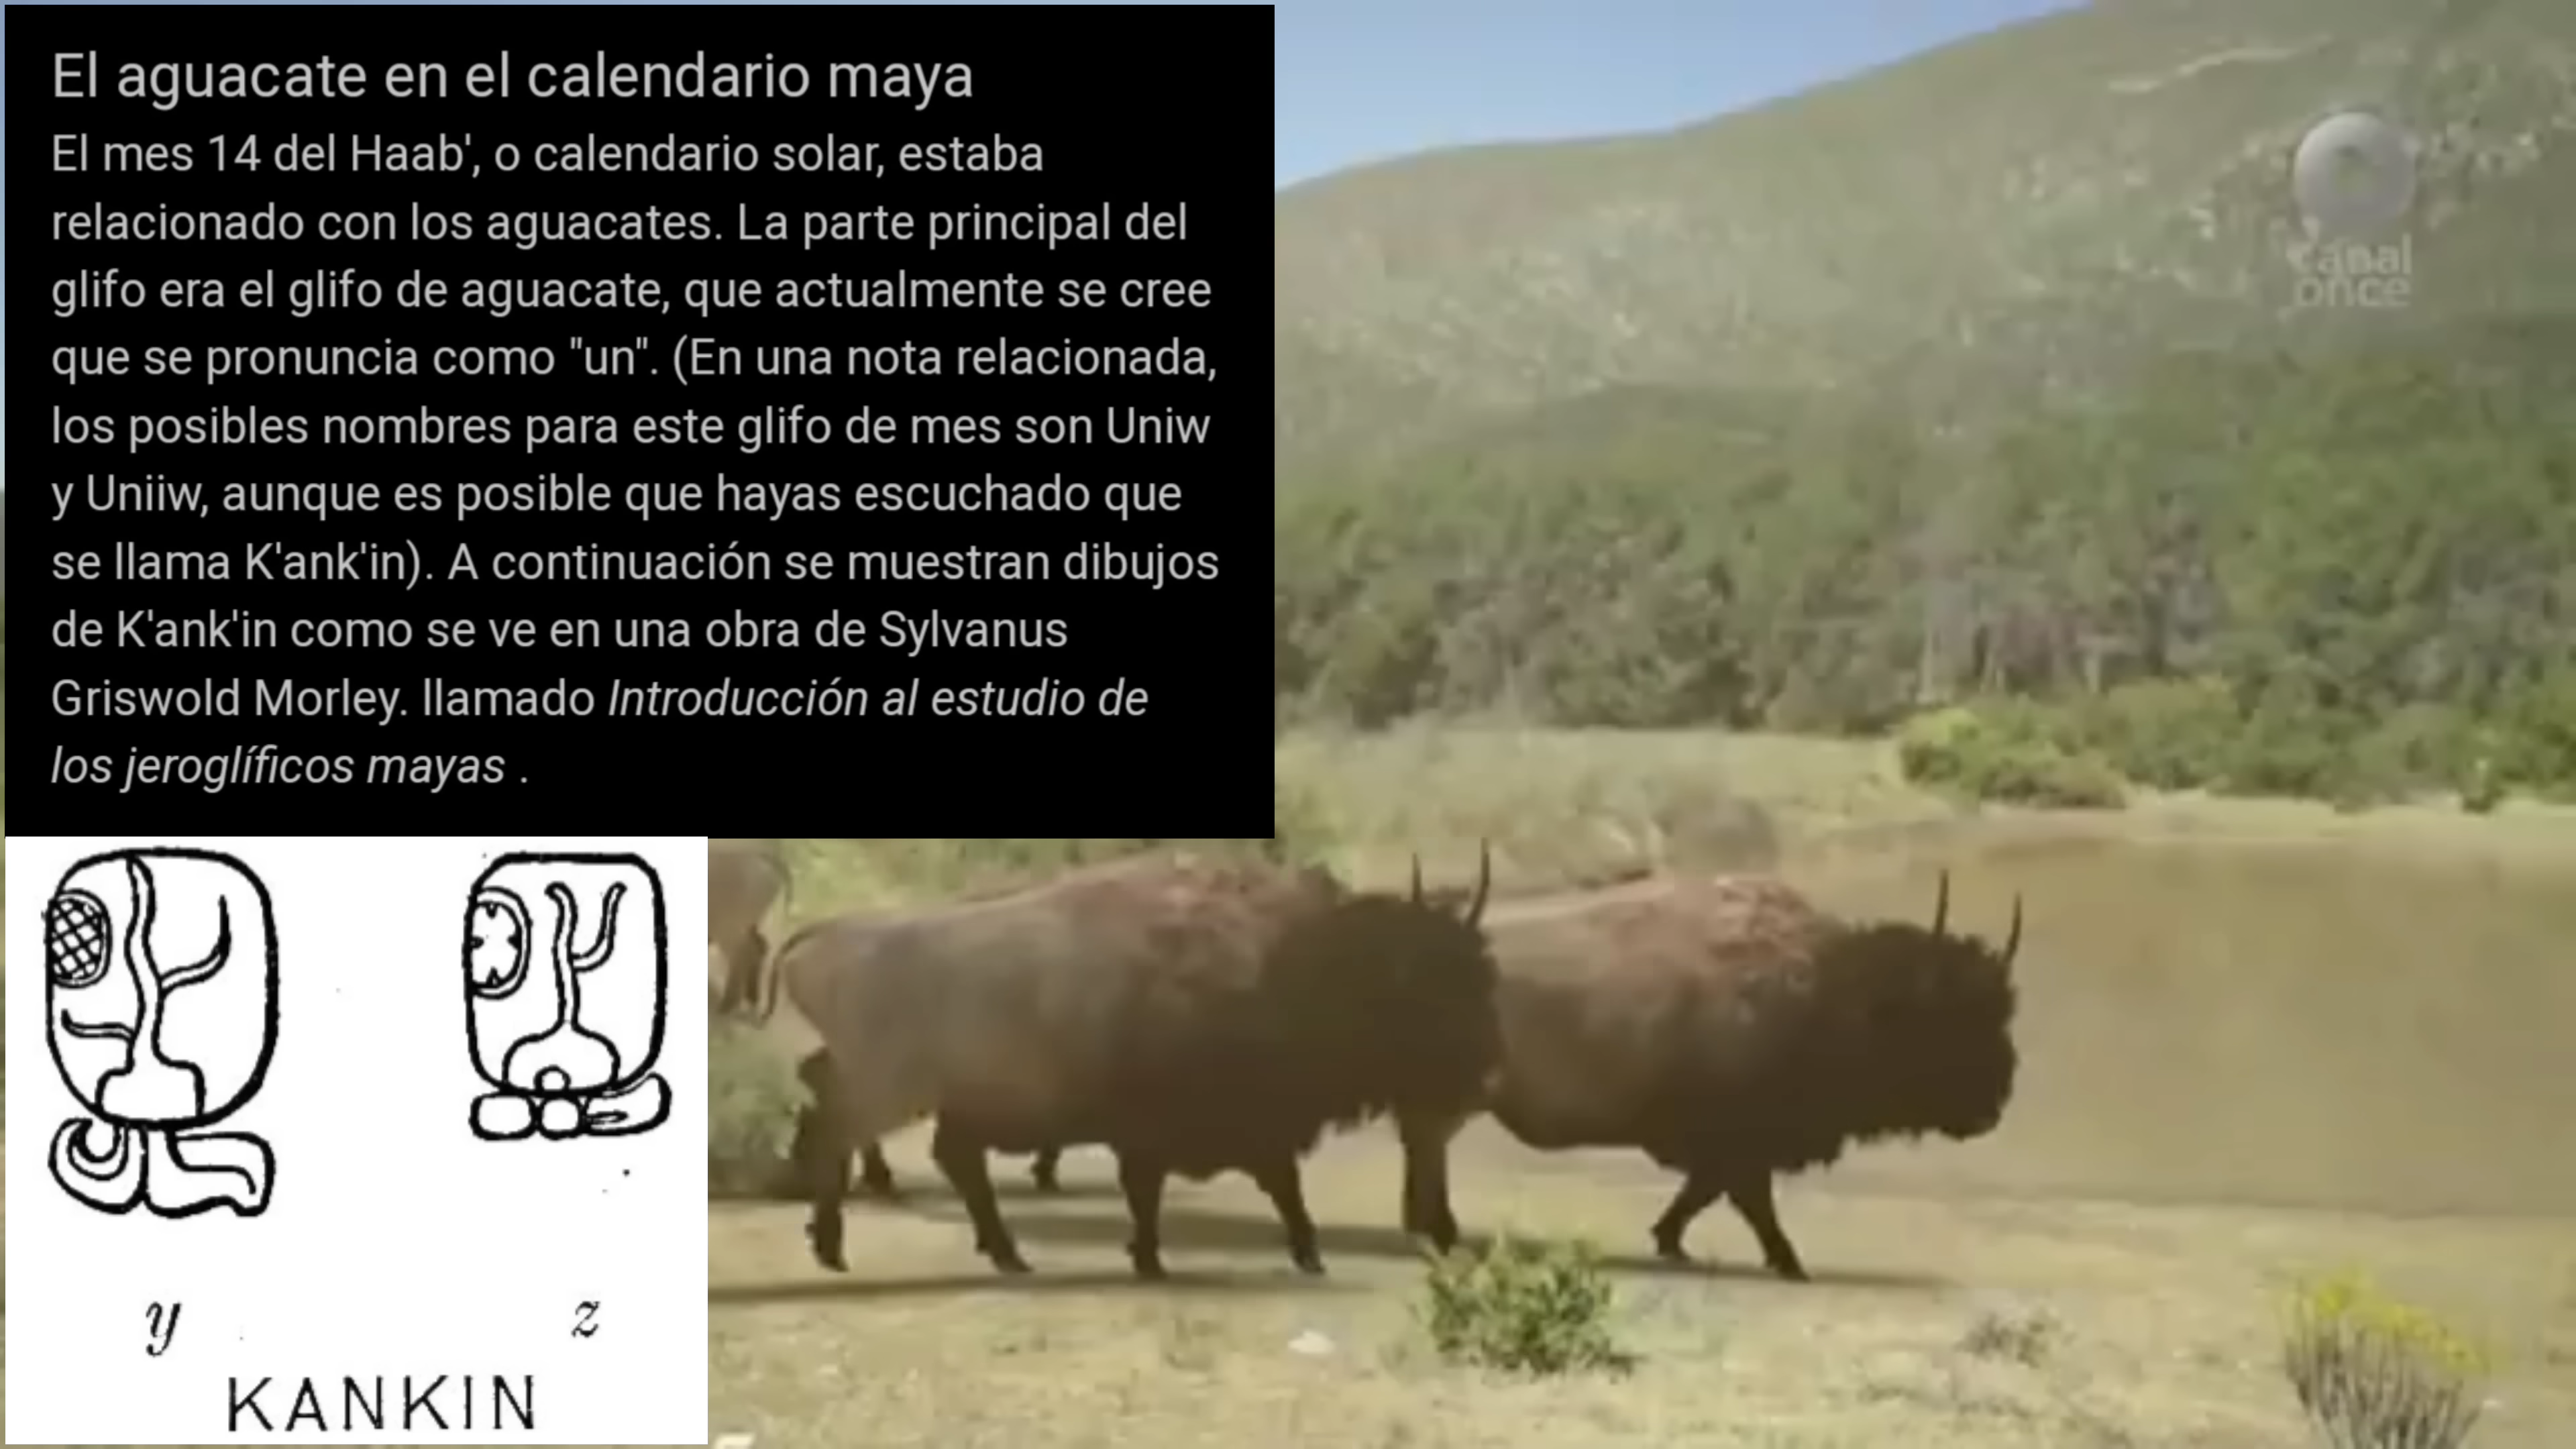 El aguacate en el calendario maya
El mes 14 del Haab', o calendario solar, estaba
relacionado con los aguacates. La parte principal del
glifo era el glifo de aguacate, que actualmente se cree
que se pronuncia como "un". (En una nota relacionada,
los posibles nombres para este glifo de mes son Uniw
y Uniiw, aunque es posible que hayas escuchado que
se llama K'ank'in). A continuación se muestran dibujos
de K'ank'in como se ve en una obra de Sylvanus
Griswold Morley. llamado Introducción al estudio de
los jeroglíficos mayas .
canal
once
y z
KANKIN